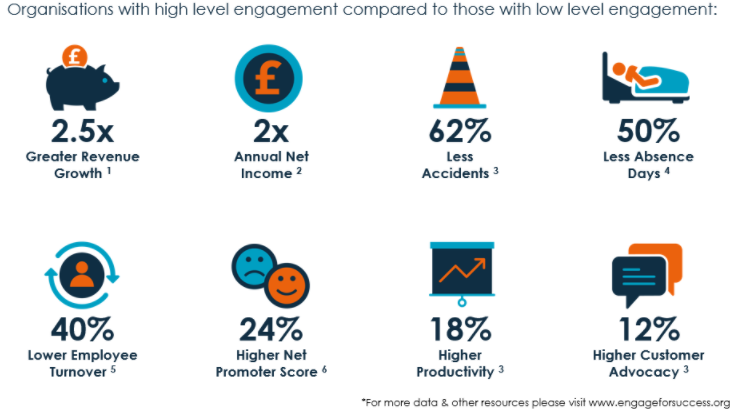 Organisations with high level engagement compared to those with low level engagement:
£
£
2.5x
Greater Revenue
Growth 1
2x
Annual Net
Income 2
62%
Less
Accidents 3
50%
Less Absence
Days 4
40%
Lower Employee
Turnover 5
24%
Higher Net
Promoter Score 6
18%
Higher
Productivity 3
12%
Higher Customer
Advocacy 3
*For more data & other resources please visit www.engageforsuccess.org